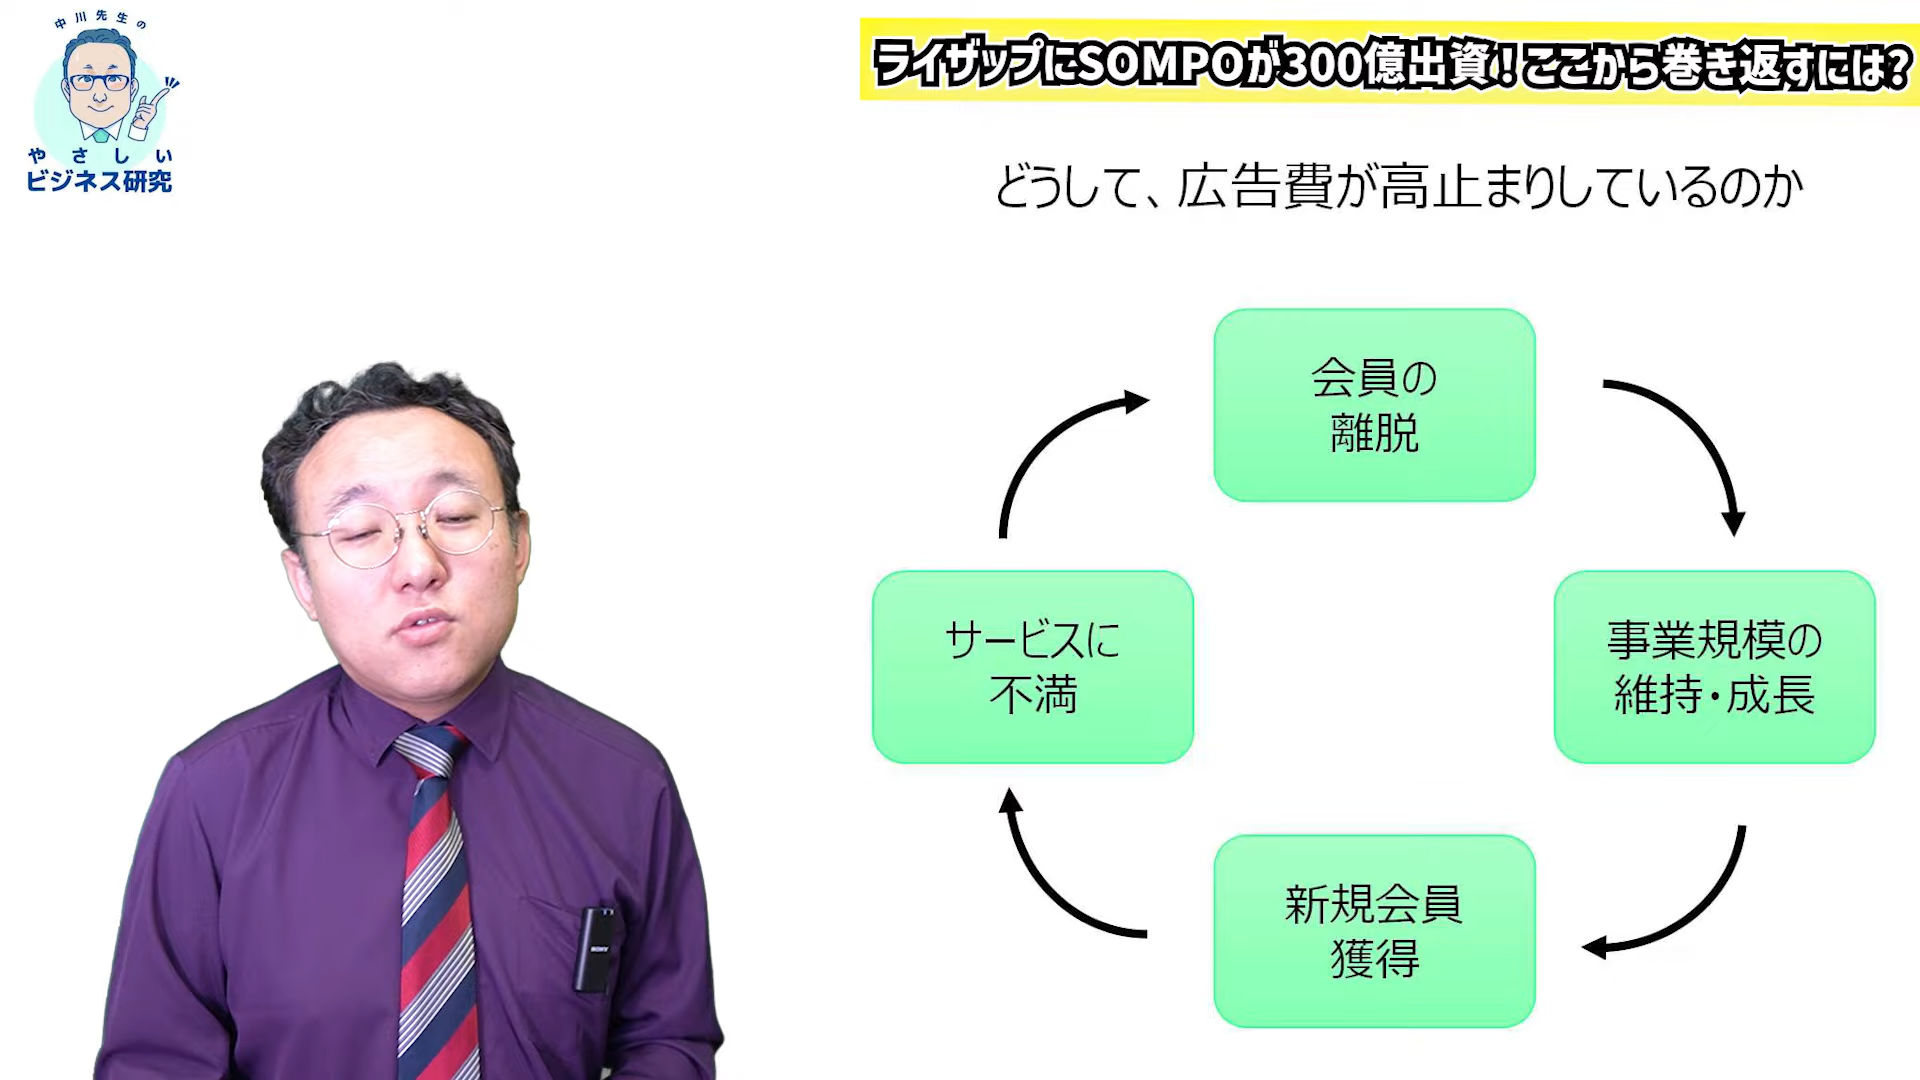 中川先生の
やさしい
ビジネス研究
ライザップにSOMPOが300億出資！ここから巻き返すには？
どうして、広告費が高止まりしているのか
会員の
離脱
サービスに
不満
事業規模の
維持・成長
新規会員
獲得
SONY